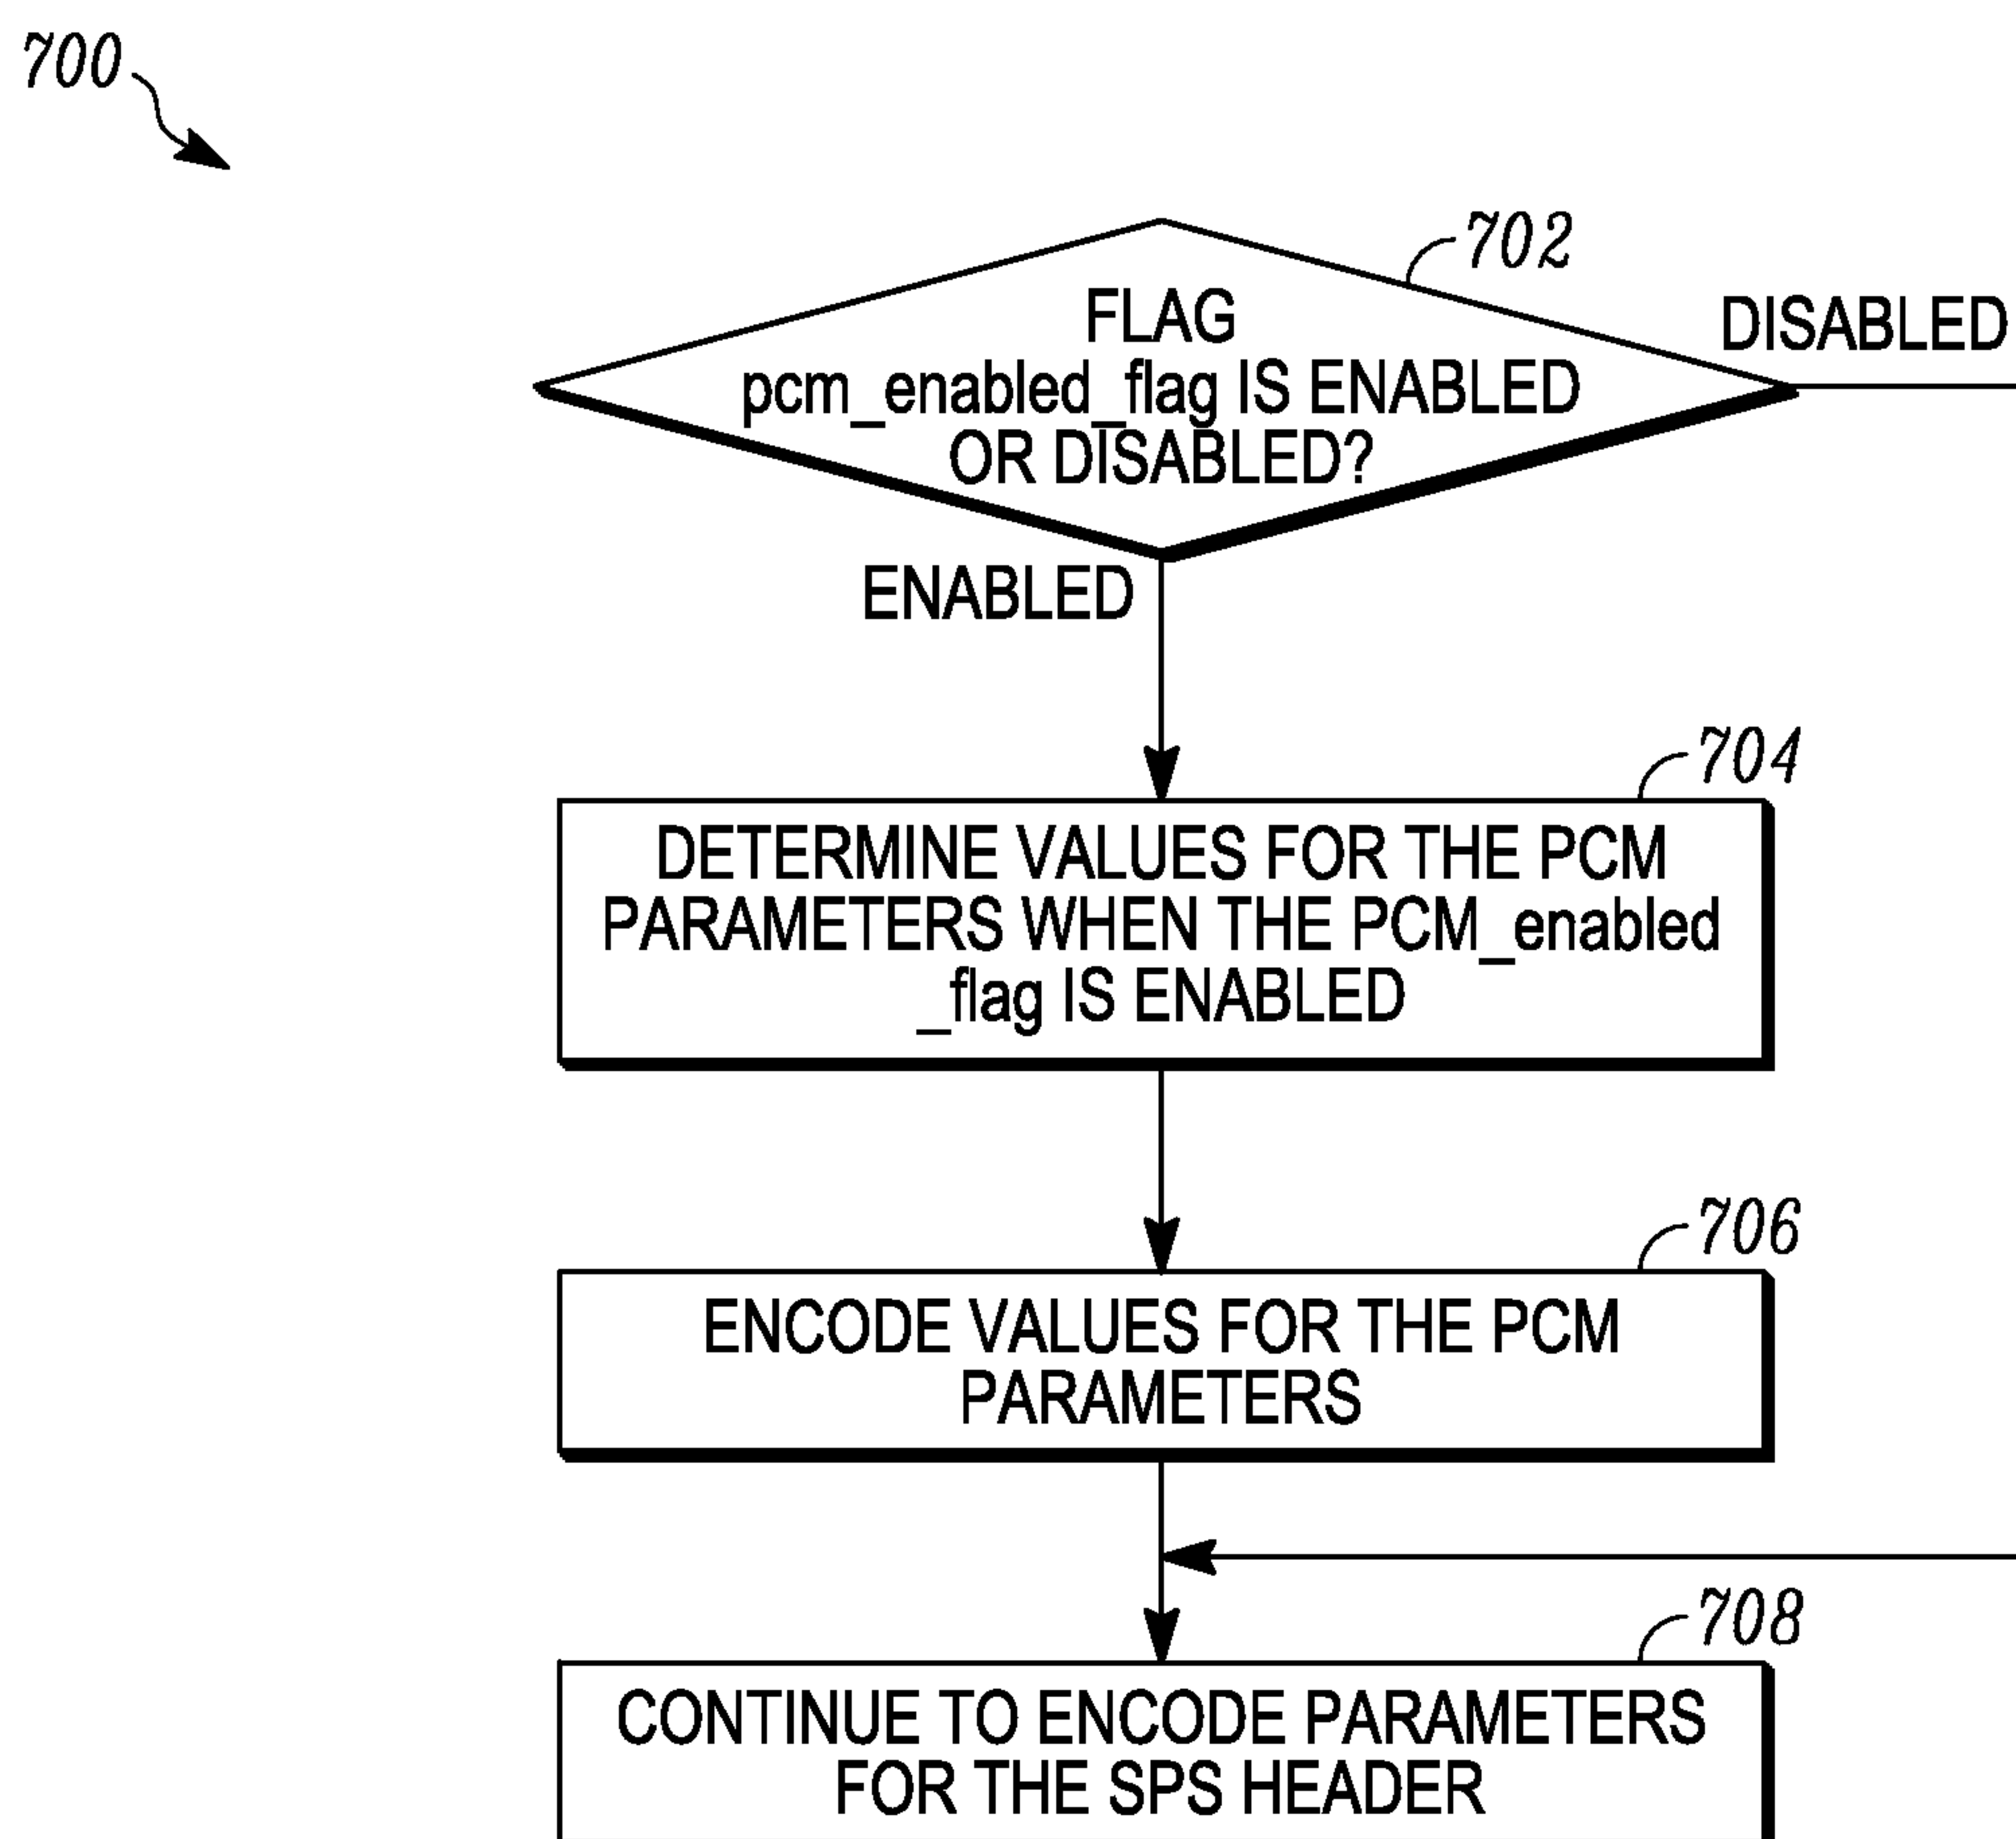 700
702
FLAG
pcm_enabled_flag IS ENABLED
OR DISABLED?
DISABLED
ENABLED
704
DETERMINE VALUES FOR THE PCM
PARAMETERS WHEN THE PCM_enabled
_flag IS ENABLED
706
ENCODE VALUES FOR THE PCM
PARAMETERS
708
CONTINUE TO ENCODE PARAMETERS
FOR THE SPS HEADER